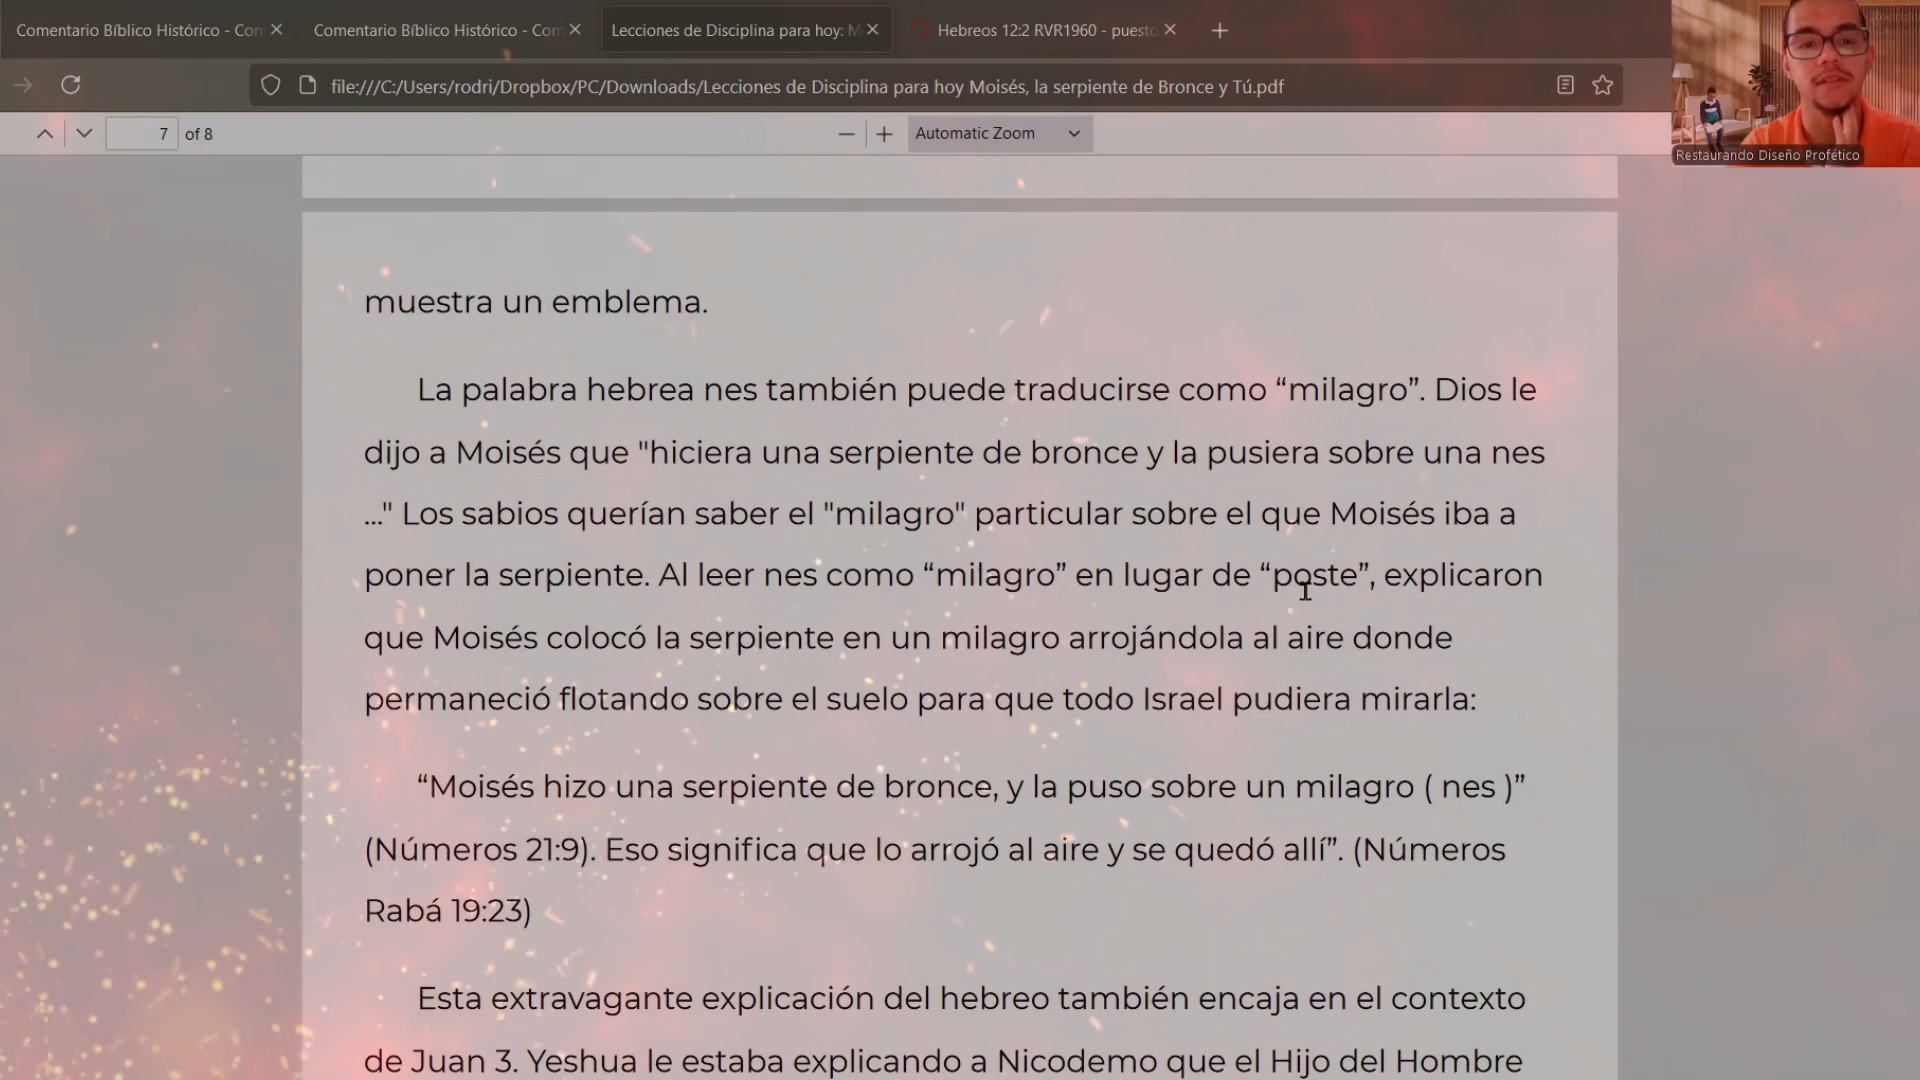 Comentario Bíblico Histórico - Com
Comentario Bíblico Histórico - Com
Lecciones de Disciplina para hoy: M
Hebreos 12:2 RVR1960 - puesto
file:///C:/Users/rodri/Dropbox/PC/Downloads/Lecciones de Disciplina para hoy Moisés, la serpiente de Bronce y Tú.pdf
7 of 8
Automatic Zoom
Restaurando Diseño Profético
muestra un emblema.
La palabra hebrea nes también puede traducirse como “milagro”. Dios le
dijo a Moisés que "hiciera una serpiente de bronce y la pusiera sobre una nes
..." Los sabios querían saber el "milagro" particular sobre el que Moisés iba a
poner la serpiente. Al leer nes como “milagro” en lugar de “poste”, explicaron
que Moisés colocó la serpiente en un milagro arrojándola al aire donde
permaneció flotando sobre el suelo para que todo Israel pudiera mirarla:
“Moisés hizo una serpiente de bronce, y la puso sobre un milagro ( nes )”
(Números 21:9). Eso significa que lo arrojó al aire y se quedó allí”. (Números
Rabá 19:23)
Esta extravagante explicación del hebreo también encaja en el contexto
de Juan 3. Yeshua le estaba explicando a Nicodemo que el Hijo del Hombre